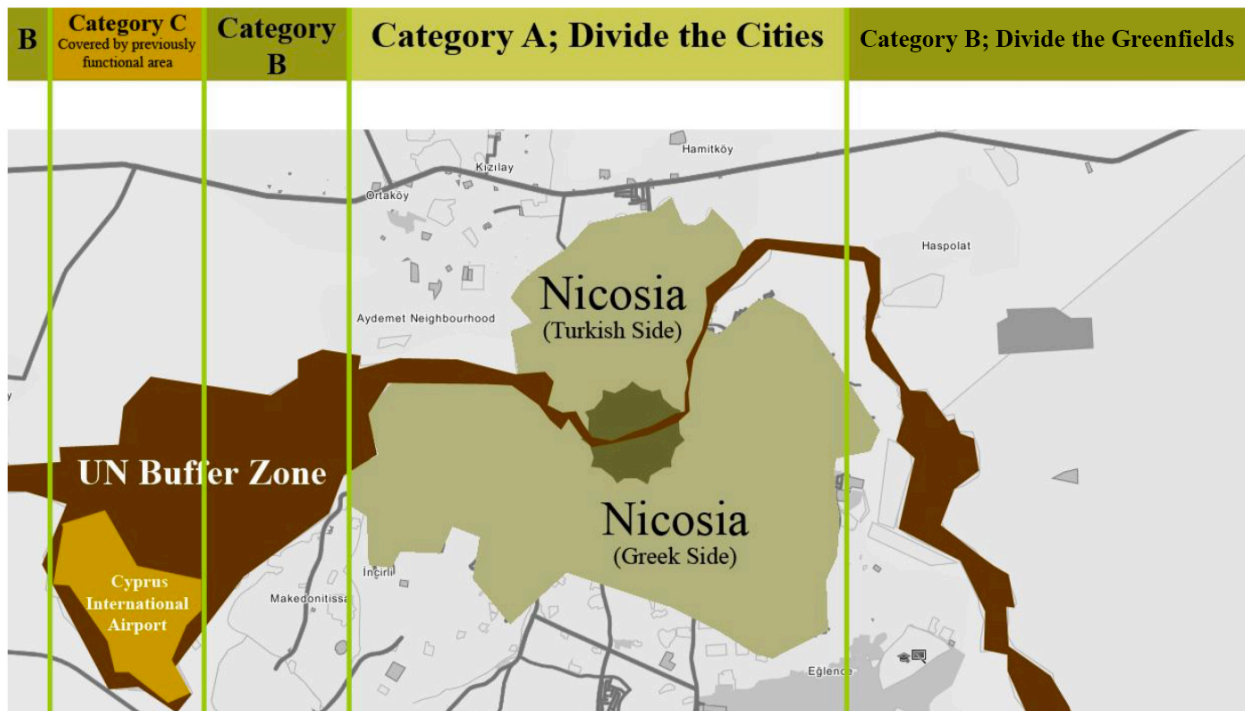 B
Category C
Covered by previously
functional area
Category
B
Category A; Divide the Cities
Category B; Divide the Greenfields
Hamitköy
Kızılay
Ortaköy
Haspolat
Nicosia
(Turkish Side)
Aydemet Neighbourhood
UN Buffer Zone
Nicosia
(Greek Side)
İnçirli
Cyprus
International
Airport
Makedonitissa
Eğlence